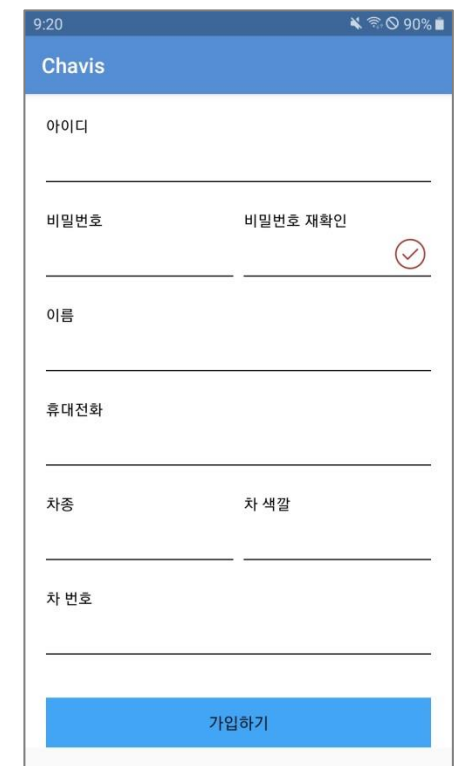 9:20 90%
Chavis
아이디
비밀번호 비밀번호 재확인
이름
휴대전화
차종 차 색깔
차 번호
가입하기